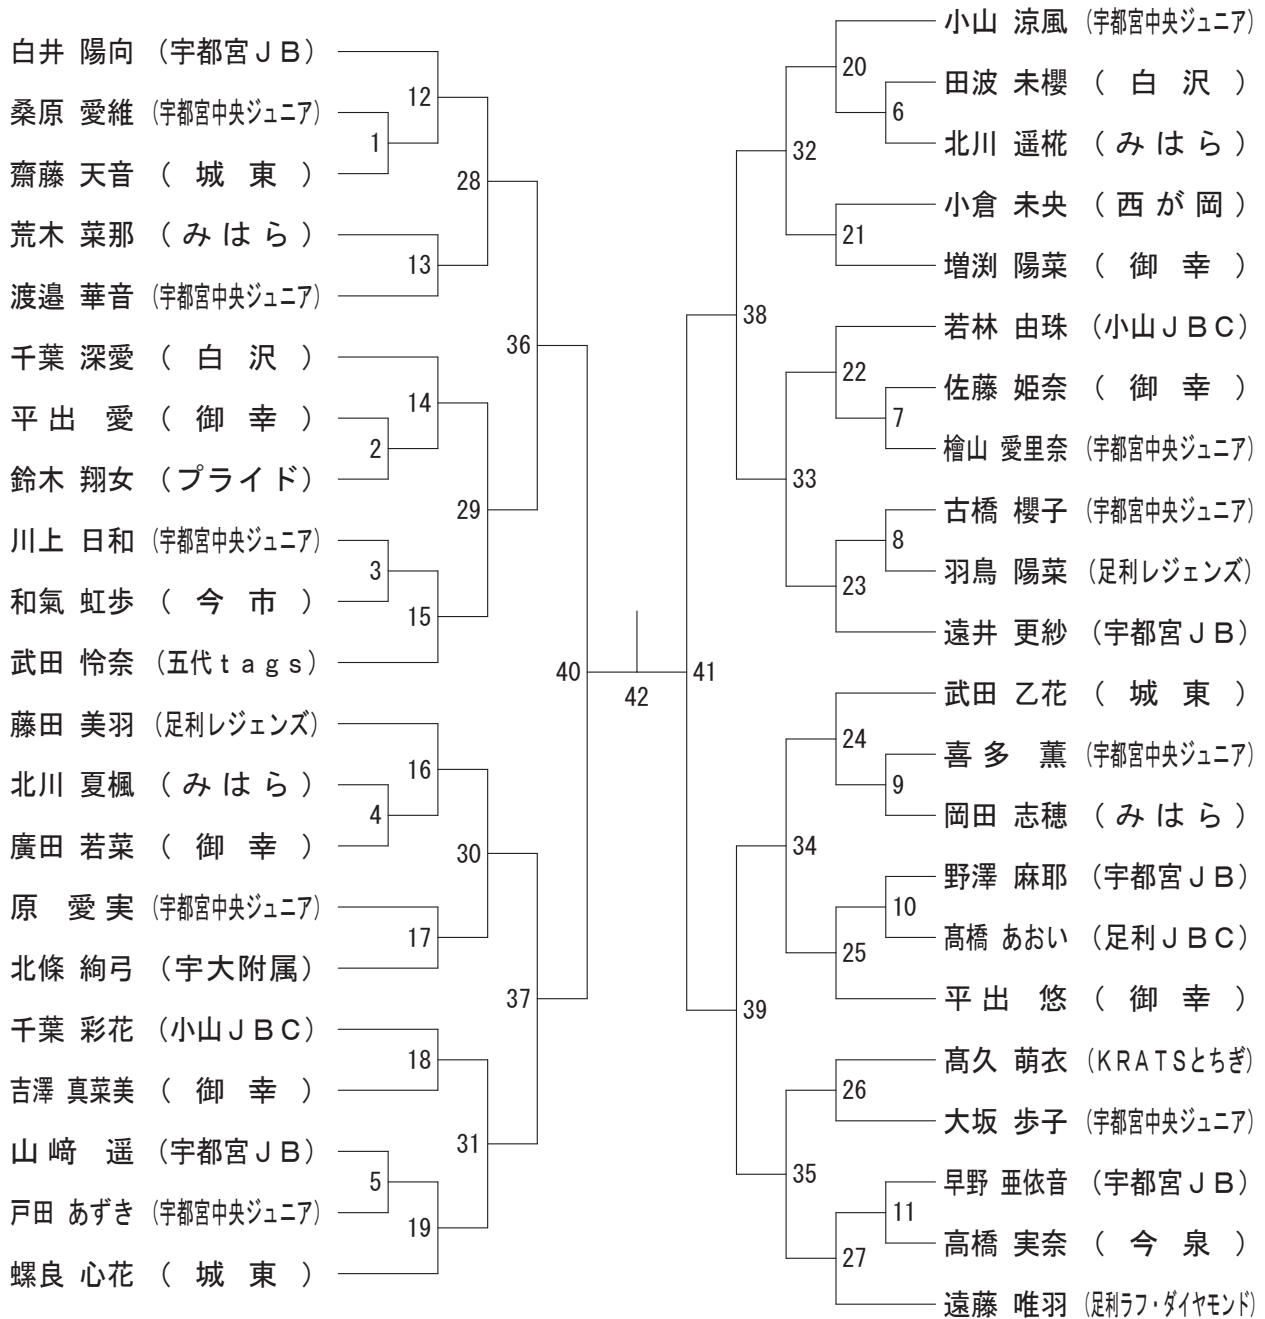 白井 陽向 （宇都宮ＪＢ）
桑原 愛維 （宇都宮中央ジュニア）
齋藤 天音 （ 城 東 ）
荒木 菜那 （ みはら ）
渡邉 華音 （宇都宮中央ジュニア）
千葉 深愛 （ 白 沢 ）
平出 愛 （ 御 幸 ）
鈴木 翔女 （プライド）
川上 日和 （宇都宮中央ジュニア）
和氣 虹歩 （ 今 市 ）
武田 怜奈 （五代ｔａｇｓ）
藤田 美羽 （足利レジェンズ）
北川 夏楓 （ みはら ）
廣田 若菜 （ 御 幸 ）
原 愛実 （宇都宮中央ジュニア）
北條 絢弓 （宇大附属）
千葉 彩花 （小山ＪＢＣ）
吉澤 真菜美 （ 御 幸 ）
山﨑 遥 （宇都宮ＪＢ）
戸田 あずき （宇都宮中央ジュニア）
螺良 心花 （ 城 東 ）
1
2
3
4
5
12
13
14
15
16
17
18
19
28
29
30
31
36
37
40
42
41
38
39
32
33
34
35
20
21
22
23
24
25
26
27
6
7
8
9
10
11
小山 涼風 （宇都宮中央ジュニア）
田波 未櫻 （ 白 沢 ）
北川 遥椛 （ みはら ）
小倉 未央 （ 西が岡 ）
増渕 陽菜 （ 御 幸 ）
若林 由珠 （小山ＪＢＣ）
佐藤 姫奈 （ 御 幸 ）
檜山 愛里奈 （宇都宮中央ジュニア）
古橋 櫻子 （宇都宮中央ジュニア）
羽鳥 陽菜 （足利レジェンズ）
遠井 更紗 （宇都宮ＪＢ）
武田 乙花 （ 城 東 ）
喜多 薫 （宇都宮中央ジュニア）
岡田 志穂 （ みはら ）
野澤 麻耶 （宇都宮ＪＢ）
髙橋 あおい （足利ＪＢＣ）
平出 悠 （ 御 幸 ）
髙久 萌衣 （ＫＲＡＴＳとちぎ）
大坂 歩子 （宇都宮中央ジュニア）
早野 亜依音 （宇都宮ＪＢ）
高橋 実奈 （ 今 泉 ）
遠藤 唯羽 （足利ラフ・ダイヤモンド）